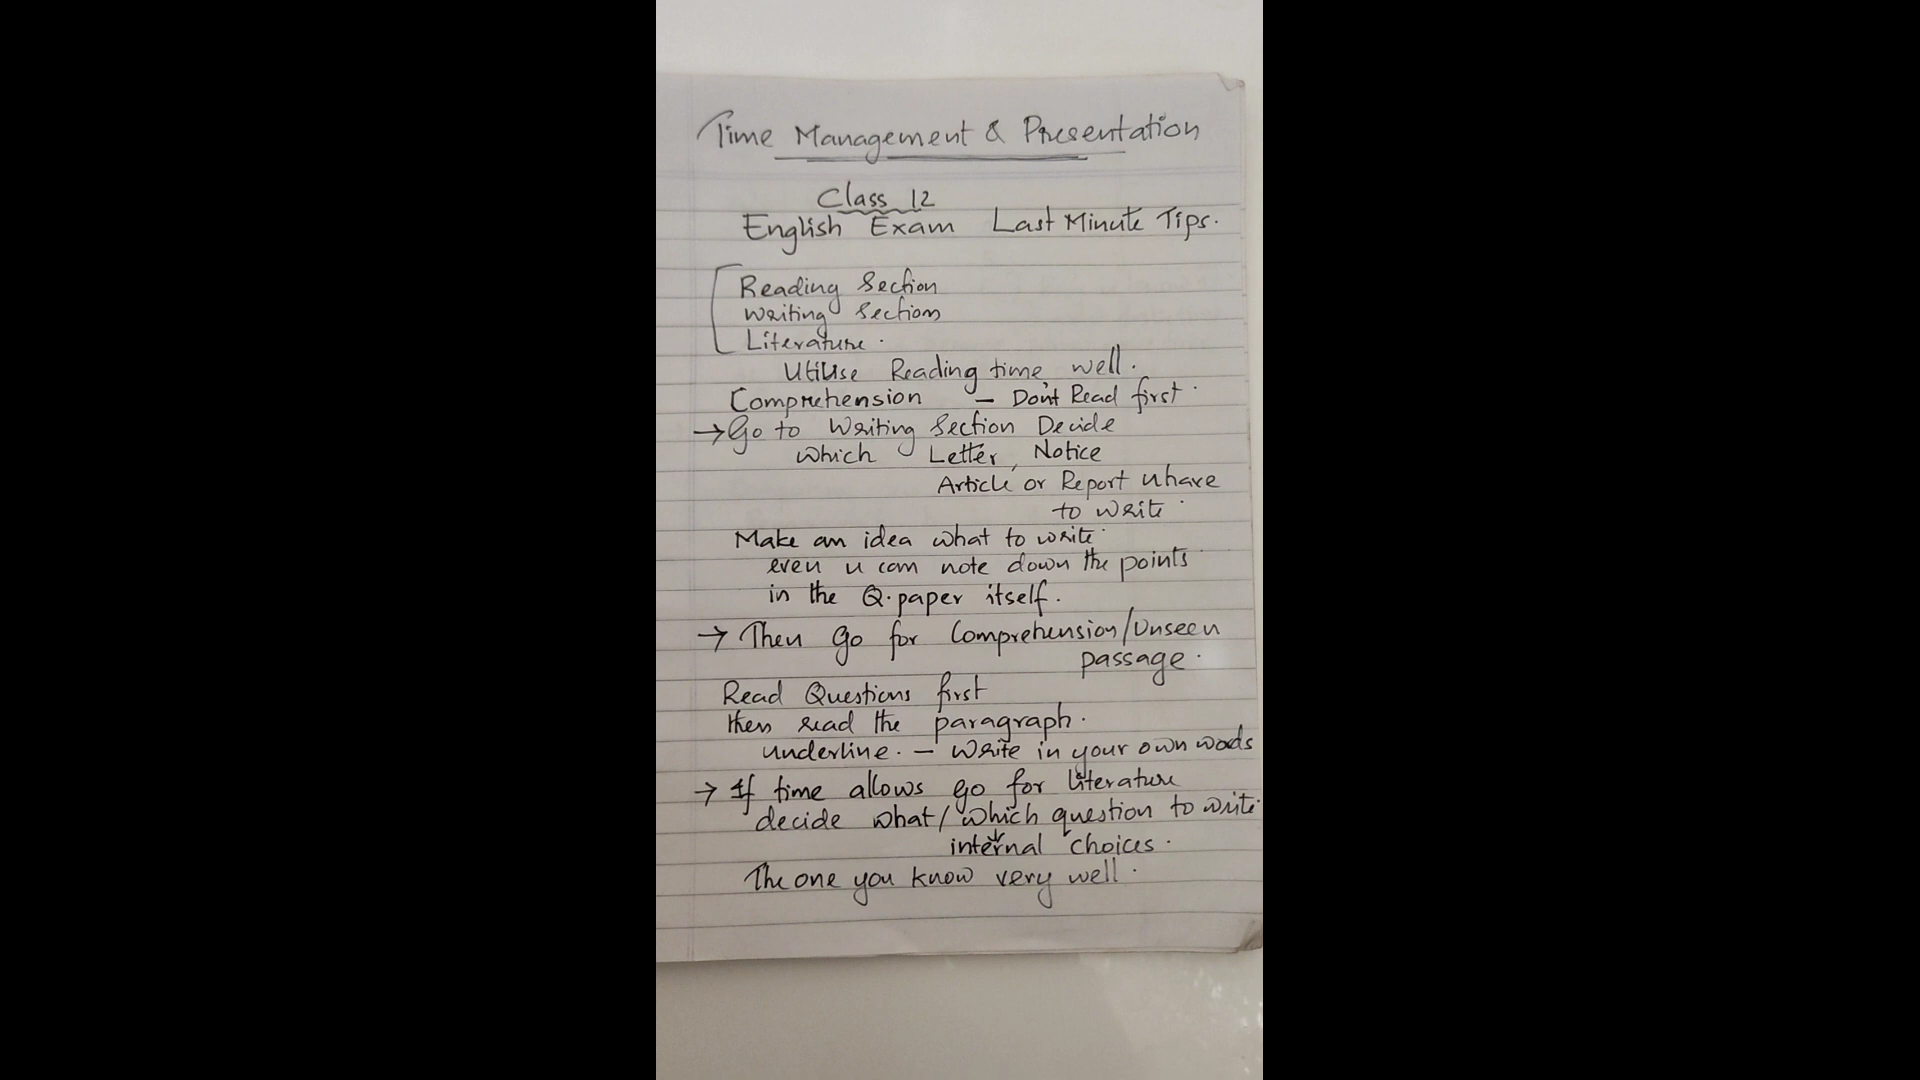 Time Management & Presentation
Class 12
English Exam Last Minute Tips.
Reading Section
Writing Section
Literature.
Utilise Reading time well.
Comprehension - Don't Read first.
→ Go to Writing Section Decide
which Letter, Notice
Article or Report u have
to write.
Make an idea what to write.
even u can note down the points
in the Q.paper itself.
→ Then go for Comprehension/Unseen
passage.
Read Questions first
then read the paragraph.
underline. - Write in your own wods
→ If time allows go for literature
decide what/which question to write.
internal choices.
The one you know very well.